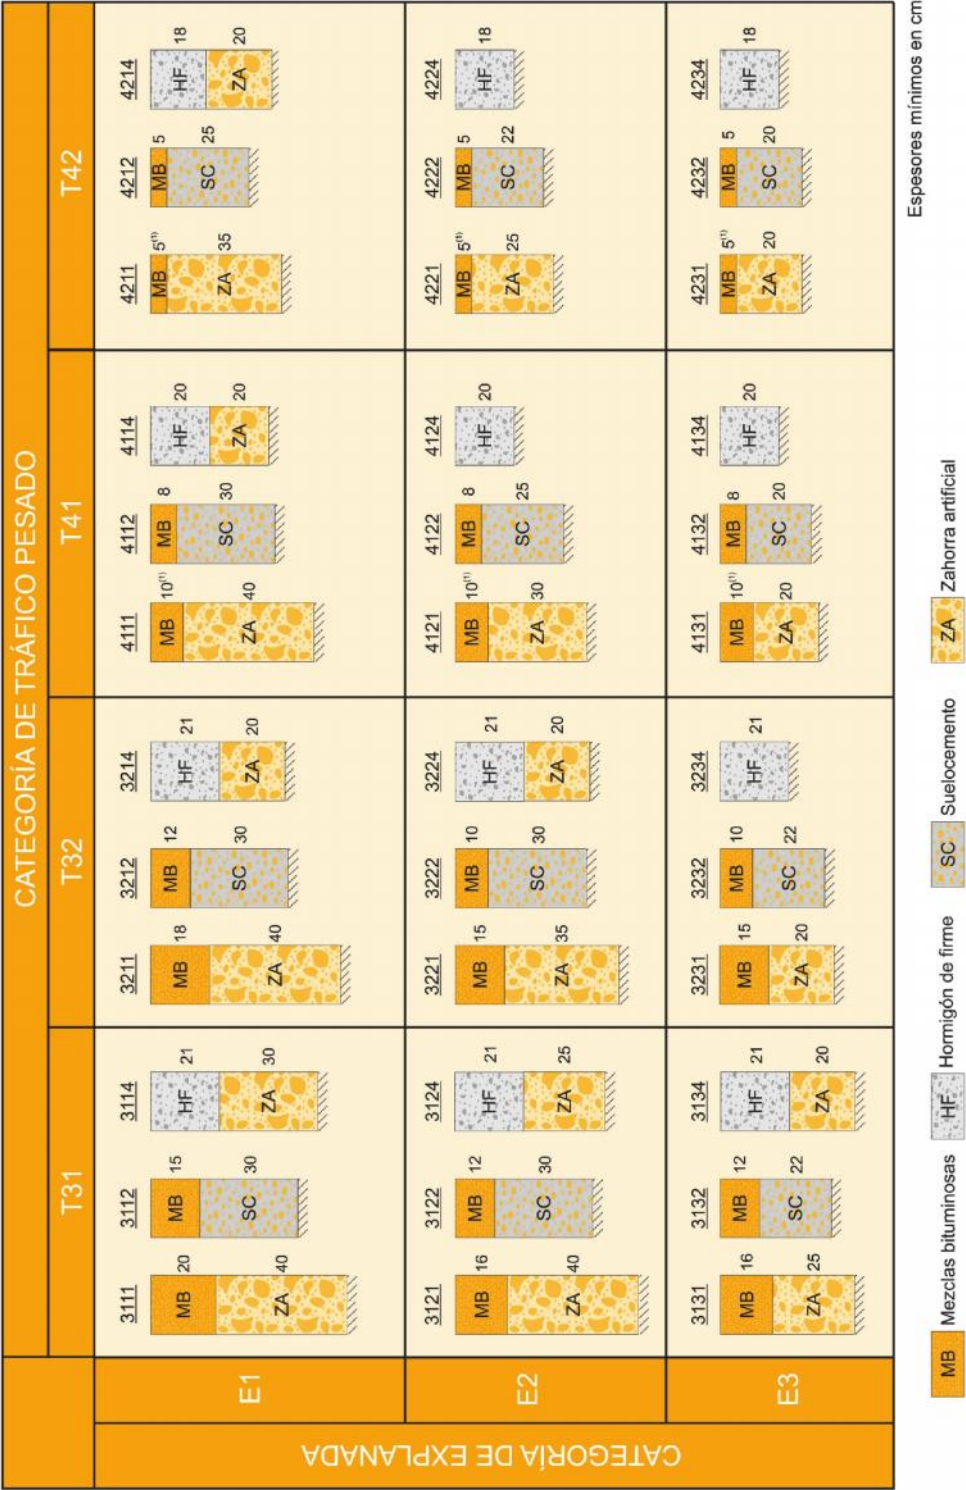 CATEGORÍA DE TRÁFICO PESADO
T31 T32 T41 T42
CATEGORÍA DE EXPLANADA
E1
3111 3112 3114 3211 3212 3214 4111 4112 4114 4211 4212 4214
MB 20 MB 15 HF 21 MB 18 MB 12 HF 21 MB 10(1) MB 8 HF 20 MB 5(1) MB 5 HF 18
ZA 40 SC 30 ZA 30 ZA 40 SC 30 ZA 20 ZA 40 SC 30 ZA 20 ZA 35 SC 25 ZA 20
E2
3121 3122 3124 3221 3222 3224 4121 4122 4124 4221 4222 4224
MB 16 MB 12 HF 21 MB 15 MB 10 HF 21 MB 10(1) MB 8 HF 20 MB 5(1) MB 5 HF 18
ZA 40 SC 30 ZA 25 ZA 35 SC 30 ZA 20 ZA 30 SC 25 ZA 25 SC 22
E3
3131 3132 3134 3231 3232 3234 4131 4132 4134 4231 4232 4234
MB 16 MB 12 HF 21 MB 15 MB 10 HF 21 MB 10(1) MB 8 HF 20 MB 5(1) MB 5 HF 18
ZA 25 SC 22 ZA 20 ZA 20 SC 22 ZA 20 SC 20 ZA 20 SC 20
Espesores mínimos en cm
MB Mezclas bituminosas HF Hormigón de firme SC Suelocemento ZA Zahorra artificial